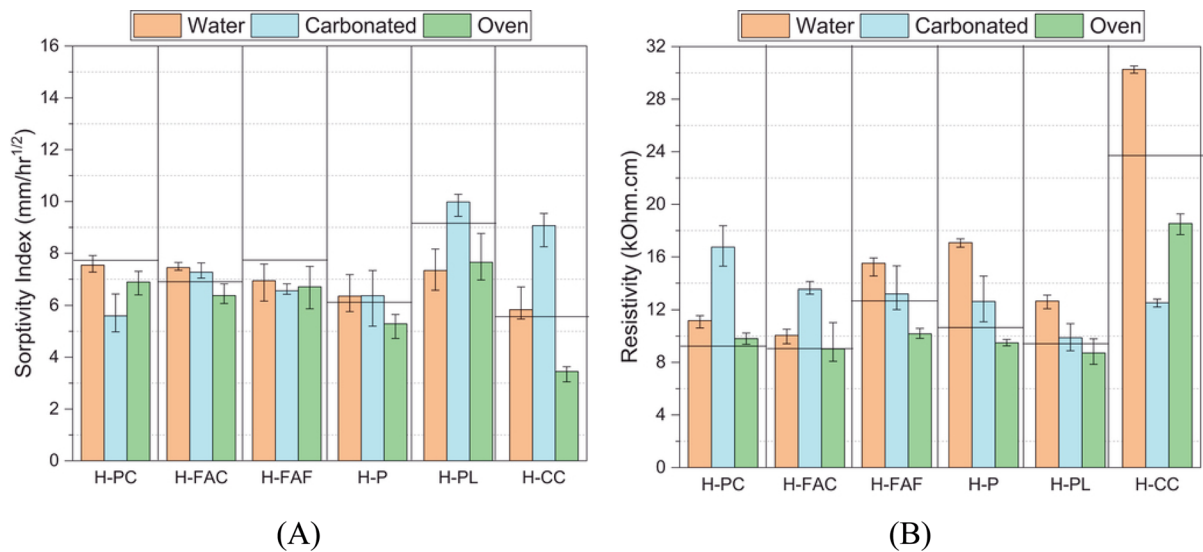 Water Carbonated Oven
16
14
12
10
8
6
4
2
0
Sorptivity Index (mm/hr^1/2)
H-PC H-FAC H-FAF H-P H-PL H-CC
(A)
Water Carbonated Oven
32
28
24
20
16
12
8
4
0
Resistivity (kOhm.cm)
H-PC H-FAC H-FAF H-P H-PL H-CC
(B)